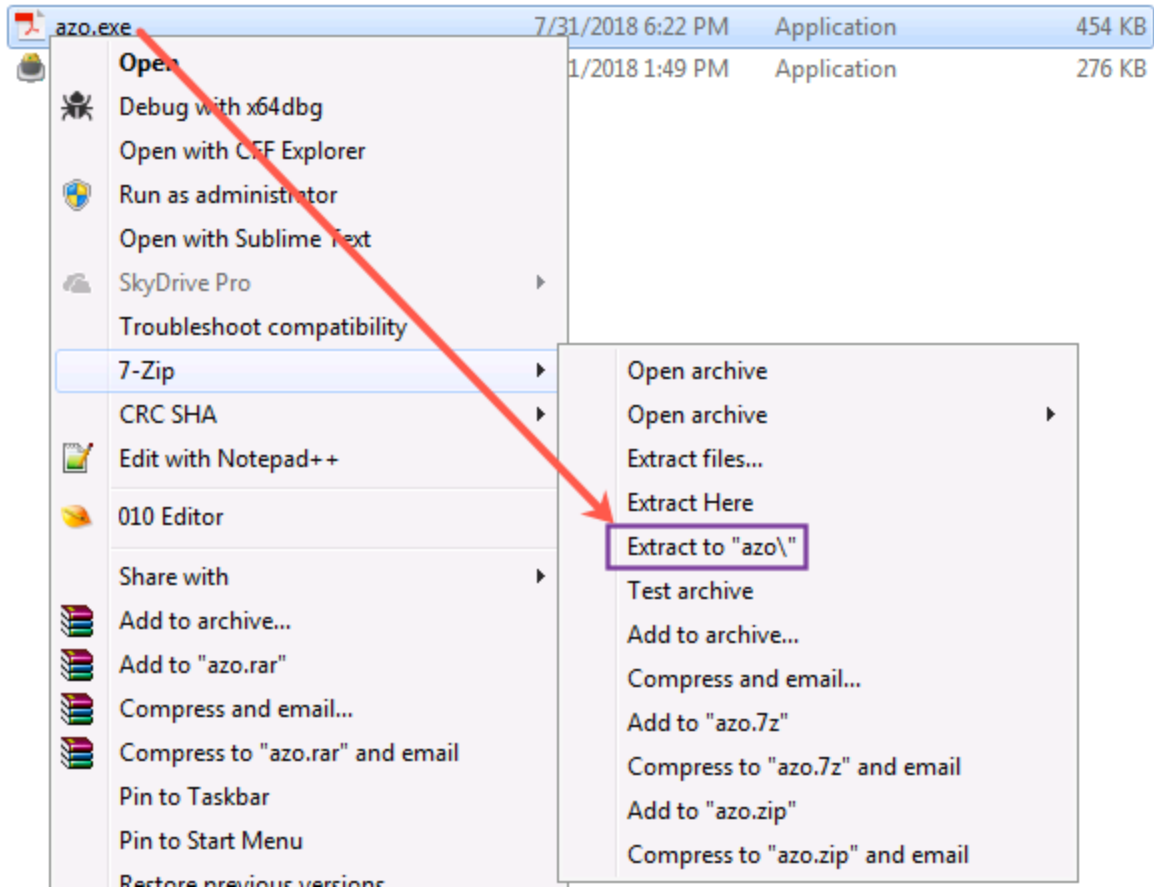 azo.exe 7/31/2018 6:22 PM Application 454 KB
1/2018 1:49 PM Application 276 KB
Open
Debug with x64dbg
Open with CFF Explorer
Run as administrator
Open with Sublime Text
SkyDrive Pro
Troubleshoot compatibility
7-Zip
CRC SHA
Edit with Notepad++
010 Editor
Share with
Add to archive...
Add to "azo.rar"
Compress and email...
Compress to "azo.rar" and email
Pin to Taskbar
Pin to Start Menu
Restore previous versions
Open archive
Open archive
Extract files...
Extract Here
Extract to "azo\"
Test archive
Add to archive...
Compress and email...
Add to "azo.7z"
Compress to "azo.7z" and email
Add to "azo.zip"
Compress to "azo.zip" and email